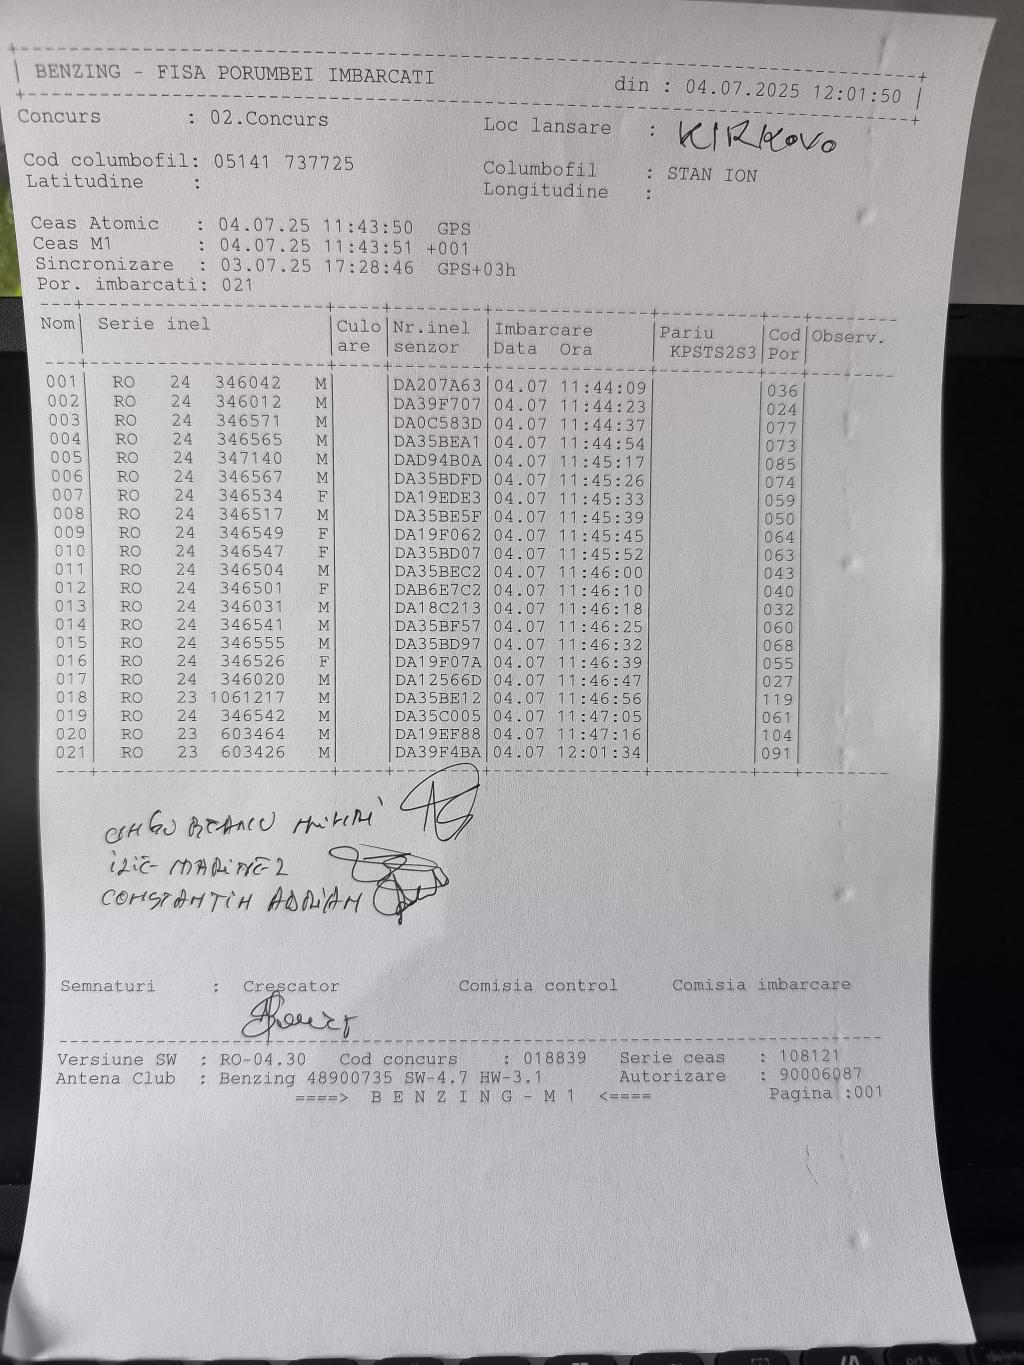 BENZING - FISA PORUMBEI IMBARCATI din : 04.07.2025 12:01:50
Concurs : 02.Concurs Loc lansare : KIRKOVO
Cod columbofil: 05141 737725 Columbofil : STAN ION
Latitudine : Longitudine :
Ceas Atomic : 04.07.25 11:43:50 GPS
Ceas M1 : 04.07.25 11:43:51 +001
Sincronizare : 03.07.25 17:28:46 GPS+03h
Por. imbarcati: 021
Nom Serie inel Culo Nr.inel Imbarcare Pariu Cod Observ.
are senzor Data Ora KPSTS2S3 Por
001 RO 24 346042 M DA207A63 04.07 11:44:09 036
002 RO 24 346012 M DA39F707 04.07 11:44:23 024
003 RO 24 346571 M DA0C583D 04.07 11:44:37 077
004 RO 24 346565 M DA35BEA1 04.07 11:44:54 073
005 RO 24 347140 M DAD94B0A 04.07 11:45:17 085
006 RO 24 346567 M DA35BDFD 04.07 11:45:26 074
007 RO 24 346534 F DA19EDE3 04.07 11:45:33 059
008 RO 24 346517 M DA35BE5F 04.07 11:45:39 050
009 RO 24 346549 F DA19F062 04.07 11:45:45 064
010 RO 24 346547 F DA35BD07 04.07 11:45:52 063
011 RO 24 346504 M DA35BEC2 04.07 11:46:00 043
012 RO 24 346501 F DAB6E7C2 04.07 11:46:10 040
013 RO 24 346031 M DA18C213 04.07 11:46:18 032
014 RO 24 346541 M DA35BF57 04.07 11:46:25 060
015 RO 24 346555 M DA35BD97 04.07 11:46:32 068
016 RO 24 346526 F DA19F07A 04.07 11:46:39 055
017 RO 24 346020 M DA12566D 04.07 11:46:47 027
018 RO 23 1061217 M DA35BE12 04.07 11:46:56 119
019 RO 24 346542 M DA35C005 04.07 11:47:05 061
020 RO 23 603464 M DA19EF88 04.07 11:47:16 104
021 RO 23 603426 M DA39F4BA 04.07 12:01:34 091
ILIE MARINEL
CONSTANTIN ADRIAN
Semnaturi : Crescator Comisia control Comisia imbarcare
Versiune SW : RO-04.30 Cod concurs : 018839 Serie ceas : 108121
Antena Club : Benzing 48900735 SW-4.7 HW-3.1 Autorizare : 90006087
====> B E N Z I N G - M 1 <==== Pagina :001